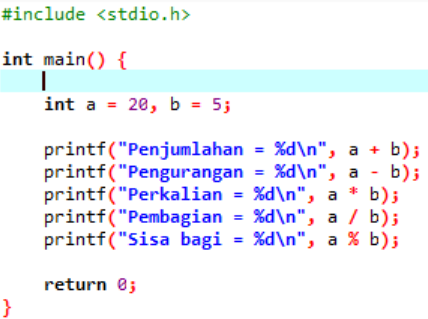 #include <stdio.h>
int main() {
int a = 20, b = 5;
printf("Penjumlahan = %d\n", a + b);
printf("Pengurangan = %d\n", a - b);
printf("Perkalian = %d\n", a * b);
printf("Pembagian = %d\n", a / b);
printf("Sisa bagi = %d\n", a % b);
return 0;
}